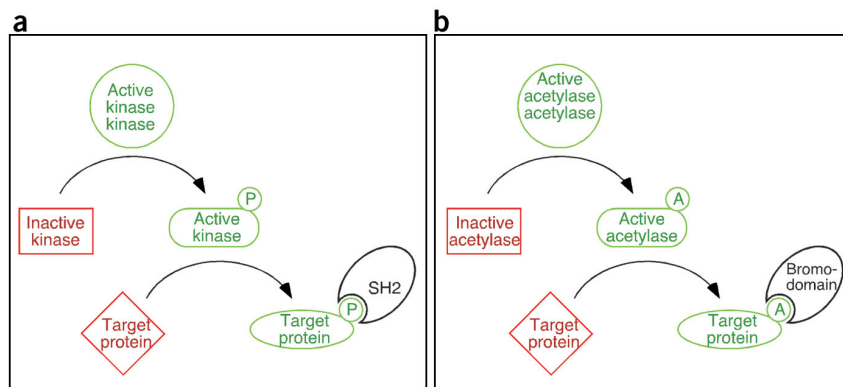 a
Active
kinase
kinase
P
Inactive
kinase
Active
kinase
SH2
P
Target
protein
Target
protein
b
Active
acetylase
acetylase
A
Inactive
acetylase
Active
acetylase
Bromo-
domain
A
Target
protein
Target
protein